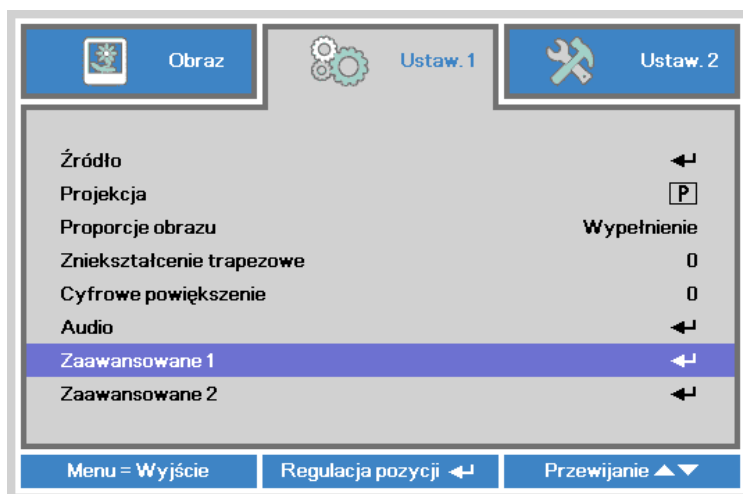 Obraz
Ustaw. 1
Ustaw. 2
Źródło
Projekcja P
Proporcje obrazu Wypełnienie
Zniekształcenie trapezowe 0
Cyfrowe powiększenie 0
Audio
Zaawansowane 1
Zaawansowane 2
Menu = Wyjście
Regulacja pozycji
Przewijanie